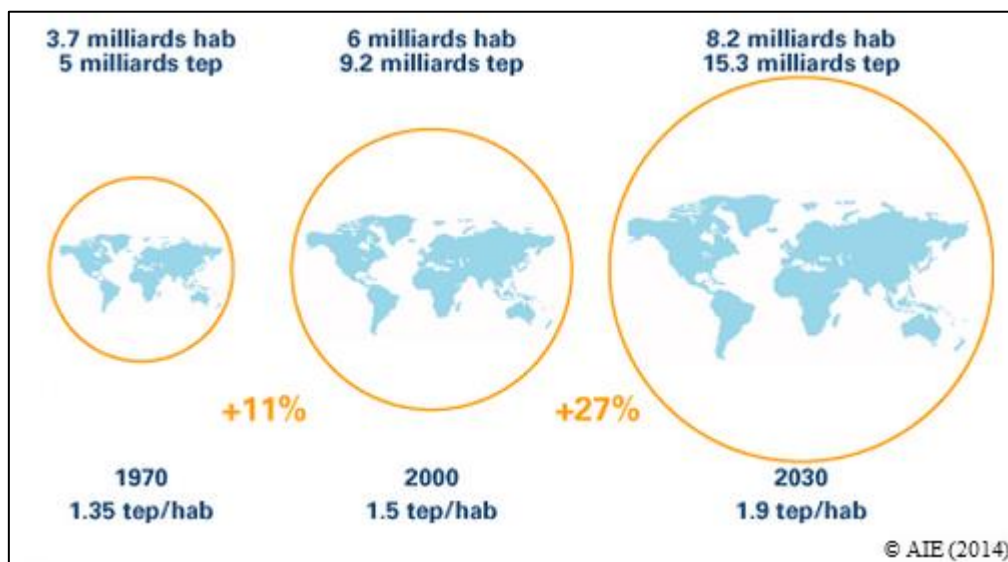 3.7 milliards hab
5 milliards tep
6 milliards hab
9.2 milliards tep
8.2 milliards hab
15.3 milliards tep
+11%
+27%
1970
1.35 tep/hab
2000
1.5 tep/hab
2030
1.9 tep/hab
© AIE (2014)